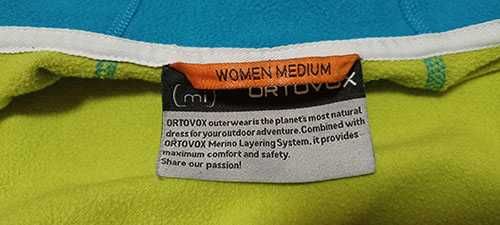 WOMEN MEDIUM
(mi) ORTOVOX
ORTOVOX outerwear is the planet's most natural
dress for your outdoor adventure. Combined with
ORTOVOX Merino Layering System, it provides
maximum comfort and safety.
Share our passion!